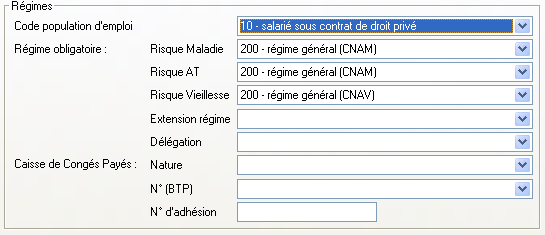 Régimes
Code population d'emploi 10 - salarié sous contrat de droit privé
Régime obligatoire : Risque Maladie 200 - régime général (CNAM)
Risque AT 200 - régime général (CNAM)
Risque Vieillesse 200 - régime général (CNAV)
Extension régime
Délégation
Caisse de Congés Payés : Nature
N° (BTP)
N° d'adhésion